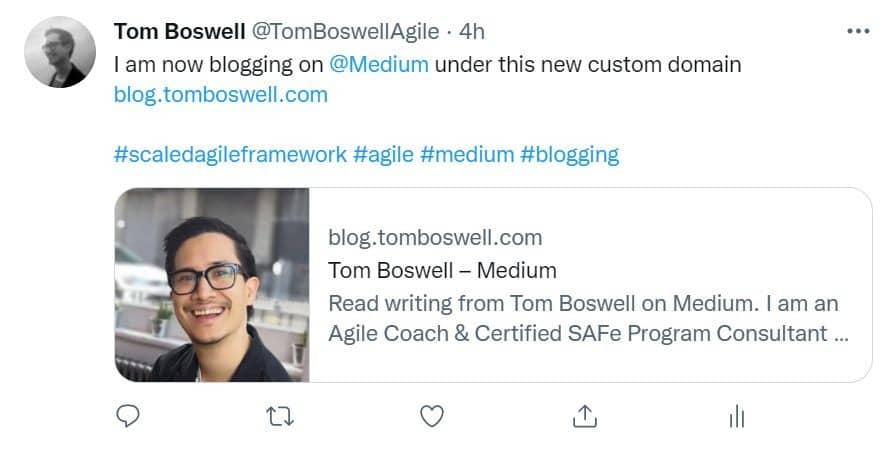 Tom Boswell @TomBoswellAgile · 4h
I am now blogging on @Medium under this new custom domain
blog.tomboswell.com
#scaledagileframework #agile #medium #blogging
blog.tomboswell.com
Tom Boswell – Medium
Read writing from Tom Boswell on Medium. I am an
Agile Coach & Certified SAFe Program Consultant ...